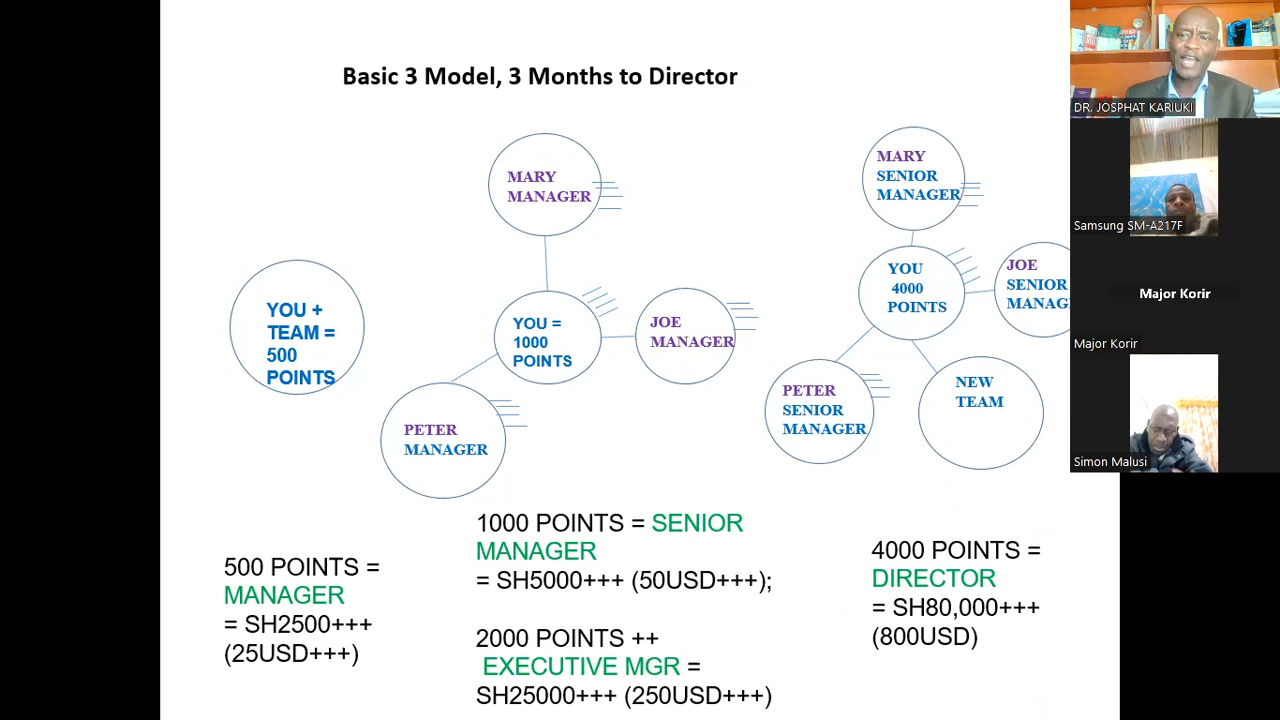 Basic 3 Model, 3 Months to Director
YOU +
TEAM =
500
POINTS
MARY
MANAGER
YOU =
1000
POINTS
JOE
MANAGER
PETER
MANAGER
MARY
SENIOR
MANAGER
YOU
4000
POINTS
JOE
SENIOR
MANAG
PETER
SENIOR
MANAGER
NEW
TEAM
500 POINTS =
MANAGER
= SH2500+++
(25USD+++)
1000 POINTS = SENIOR
MANAGER
= SH5000+++ (50USD+++);
2000 POINTS ++
EXECUTIVE MGR =
SH25000+++ (250USD+++)
4000 POINTS =
DIRECTOR
= SH80,000+++
(800USD)
DR. JOSPHAT KARIUKI
Samsung SM-A217F
Major Korir
Major Korir
Simon Malusi